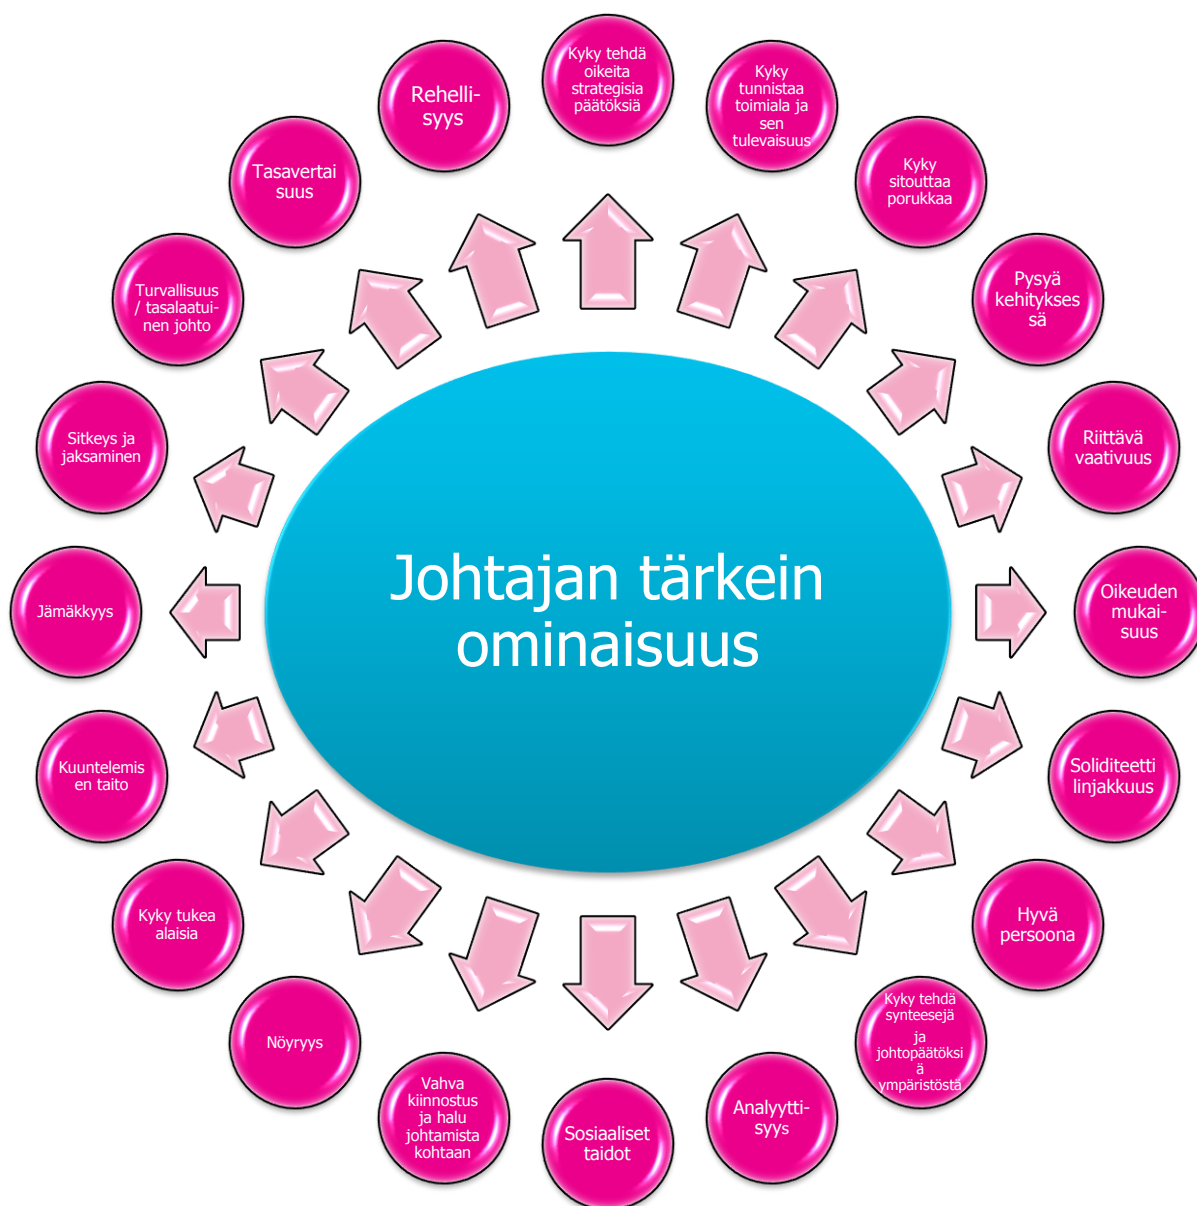 Johtajan tärkein
ominaisuus
Kyky tehdä
oikeita
strategisia
päätöksiä
Kyky
tunnistaa
toimiala ja
sen
tulevaisuus
Kyky
sitouttaa
porukkaa
Pysyä
kehitykses
sä
Riittävä
vaativuus
Oikeuden
mukai-
suus
Soliditeetti
linjakkuus
Hyvä
persoona
Kyky tehdä
synteesejä
ja
johtopäätöksi
ä
ympäristöstä
Analyytti-
syys
Sosiaaliset
taidot
Vahva
kiinnostus
ja halu
johtamista
kohtaan
Nöyryys
Kyky tukea
alaisia
Kuuntelemis
en taito
Jämäkkyys
Sitkeys ja
jaksaminen
Turvallisuus
/ tasalaatui-
nen johto
Tasavertai
suus
Rehelli-
syys